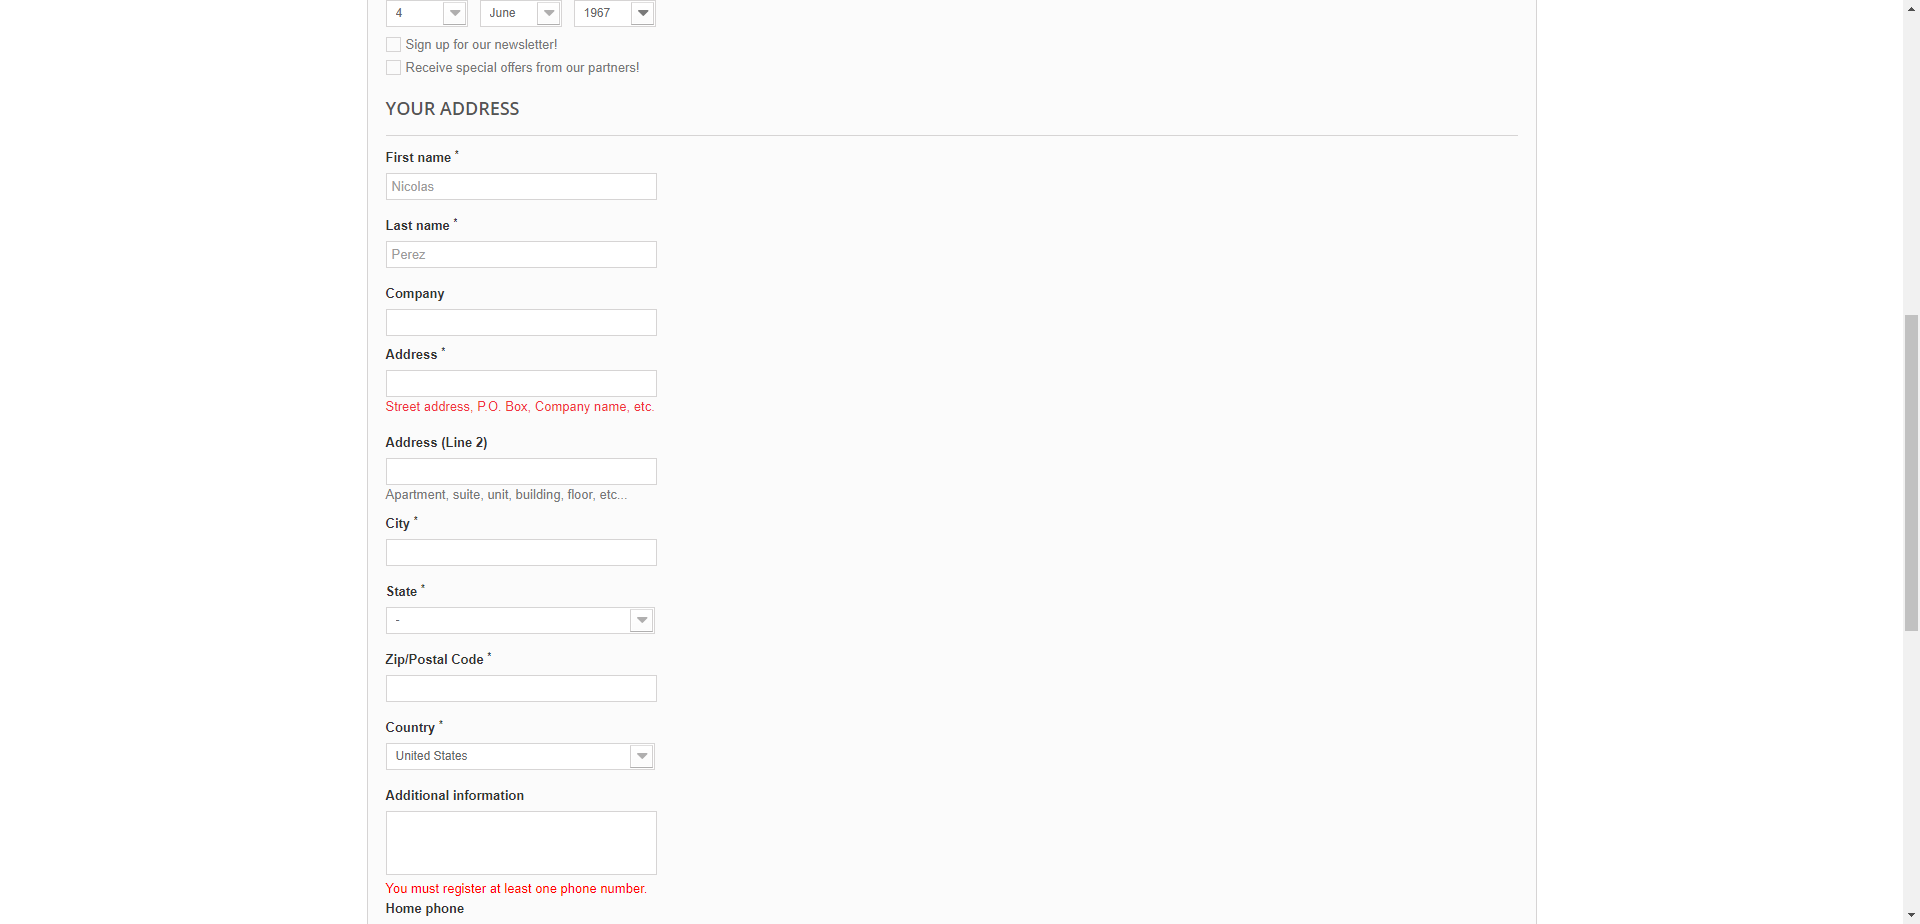 4 June 1967
Sign up for our newsletter!
Receive special offers from our partners!
YOUR ADDRESS
First name *
Nicolas
Last name *
Perez
Company
Address *
Street address, P.O. Box, Company name, etc.
Address (Line 2)
Apartment, suite, unit, building, floor, etc...
City *
State *
-
Zip/Postal Code *
Country *
United States
Additional information
You must register at least one phone number.
Home phone